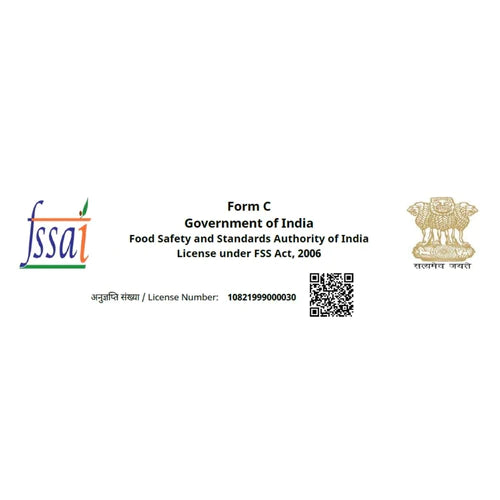 fssai
Form C
Government of India
Food Safety and Standards Authority of India
License under FSS Act, 2006
सत्यमेव जयते
अनुज्ञप्ति संख्या / License Number: 10821999000030